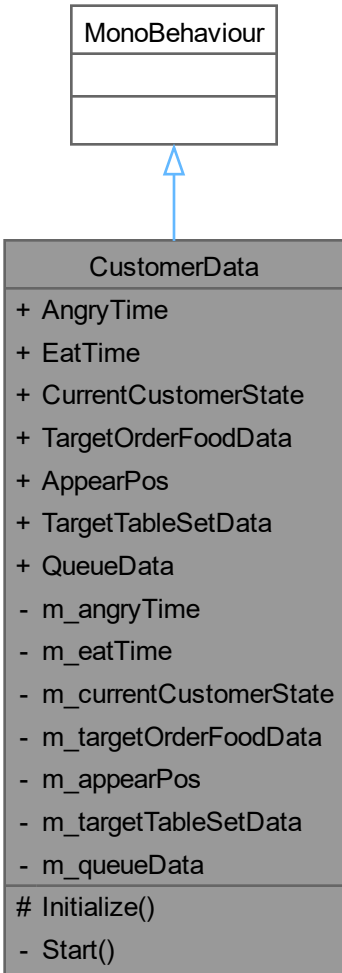 MonoBehaviour
CustomerData
+ AngryTime
+ EatTime
+ CurrentCustomerState
+ TargetOrderFoodData
+ AppearPos
+ TargetTableSetData
+ QueueData
- m_angryTime
- m_eatTime
- m_currentCustomerState
- m_targetOrderFoodData
- m_appearPos
- m_targetTableSetData
- m_queueData
# Initialize()
- Start()